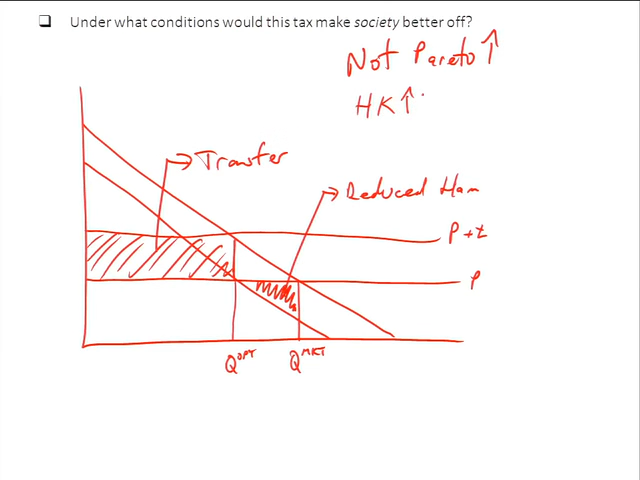 ❑ Under what conditions would this tax make society better off?
Not Pareto ↑
HK ↑
→ Transfer
→ Reduced Harm
P + t
P
Q^OPT
Q^MKT